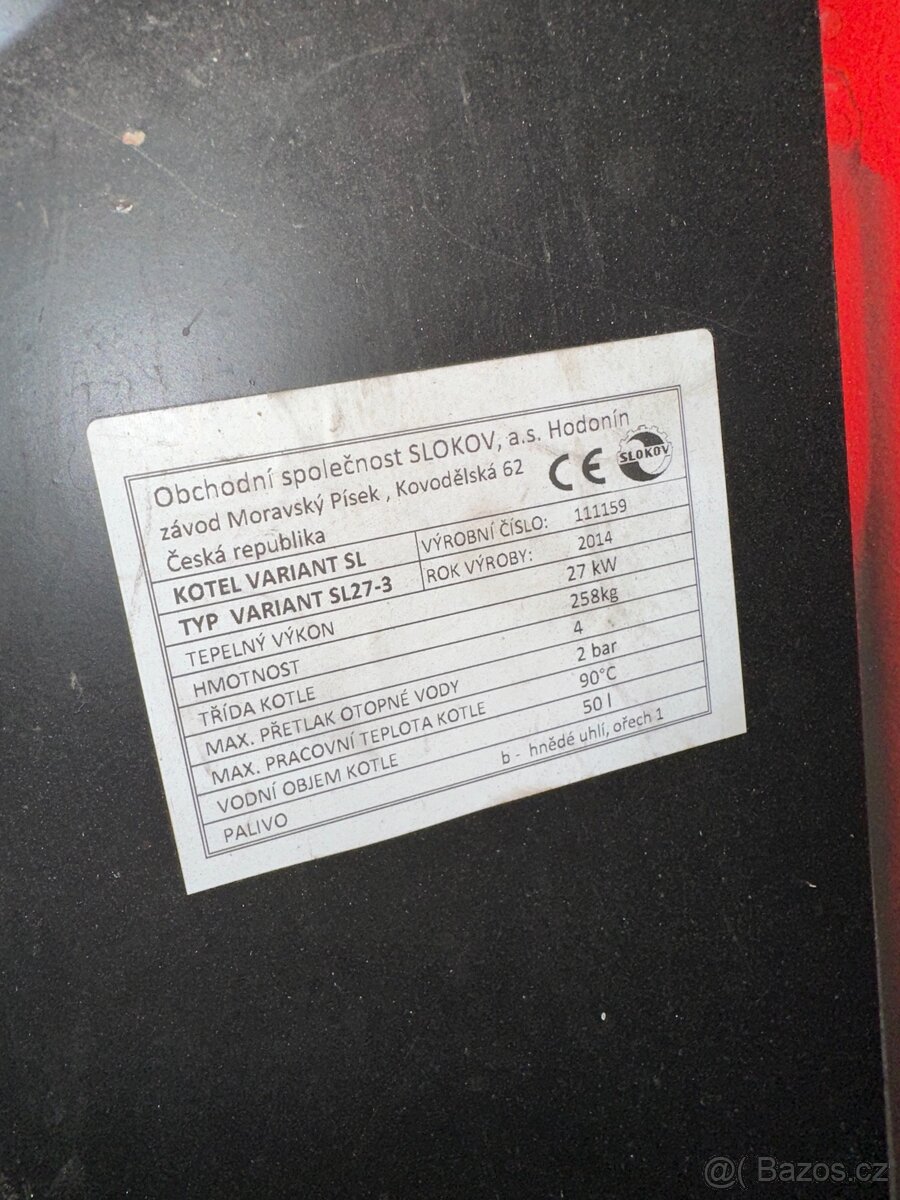 Obchodní společnost SLOKOV, a.s. Hodonín
závod Moravský Písek , Kovodělská 62
Česká republika
CE SLOKOV
KOTEL VARIANT SL VÝROBNÍ ČÍSLO: 111159
TYP VARIANT SL27-3 ROK VÝROBY: 2014
TEPELNÝ VÝKON 27 kW
HMOTNOST 258kg
TŘÍDA KOTLE 4
MAX. PŘETLAK OTOPNÉ VODY 2 bar
MAX. PRACOVNÍ TEPLOTA KOTLE 90°C
VODNÍ OBJEM KOTLE 50 l
PALIVO b - hnědé uhlí, ořech 1
@( Bazos.cz